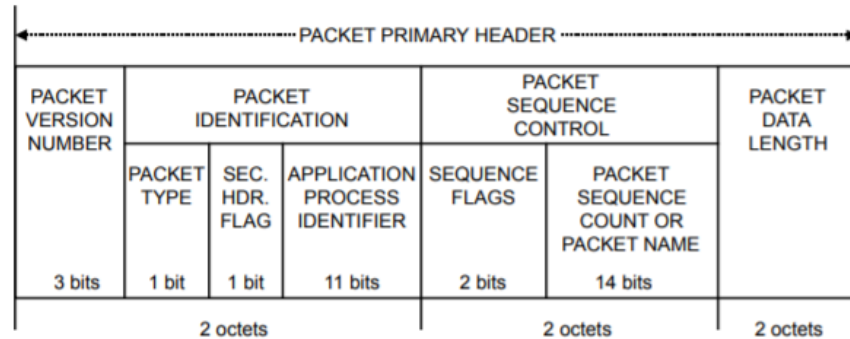 PACKET PRIMARY HEADER
PACKET
VERSION
NUMBER
3 bits
PACKET
IDENTIFICATION
PACKET
TYPE
1 bit
SEC.
HDR.
FLAG
1 bit
APPLICATION
PROCESS
IDENTIFIER
11 bits
PACKET
SEQUENCE
CONTROL
SEQUENCE
FLAGS
2 bits
PACKET
SEQUENCE
COUNT OR
PACKET NAME
14 bits
PACKET
DATA
LENGTH
2 octets
2 octets
2 octets